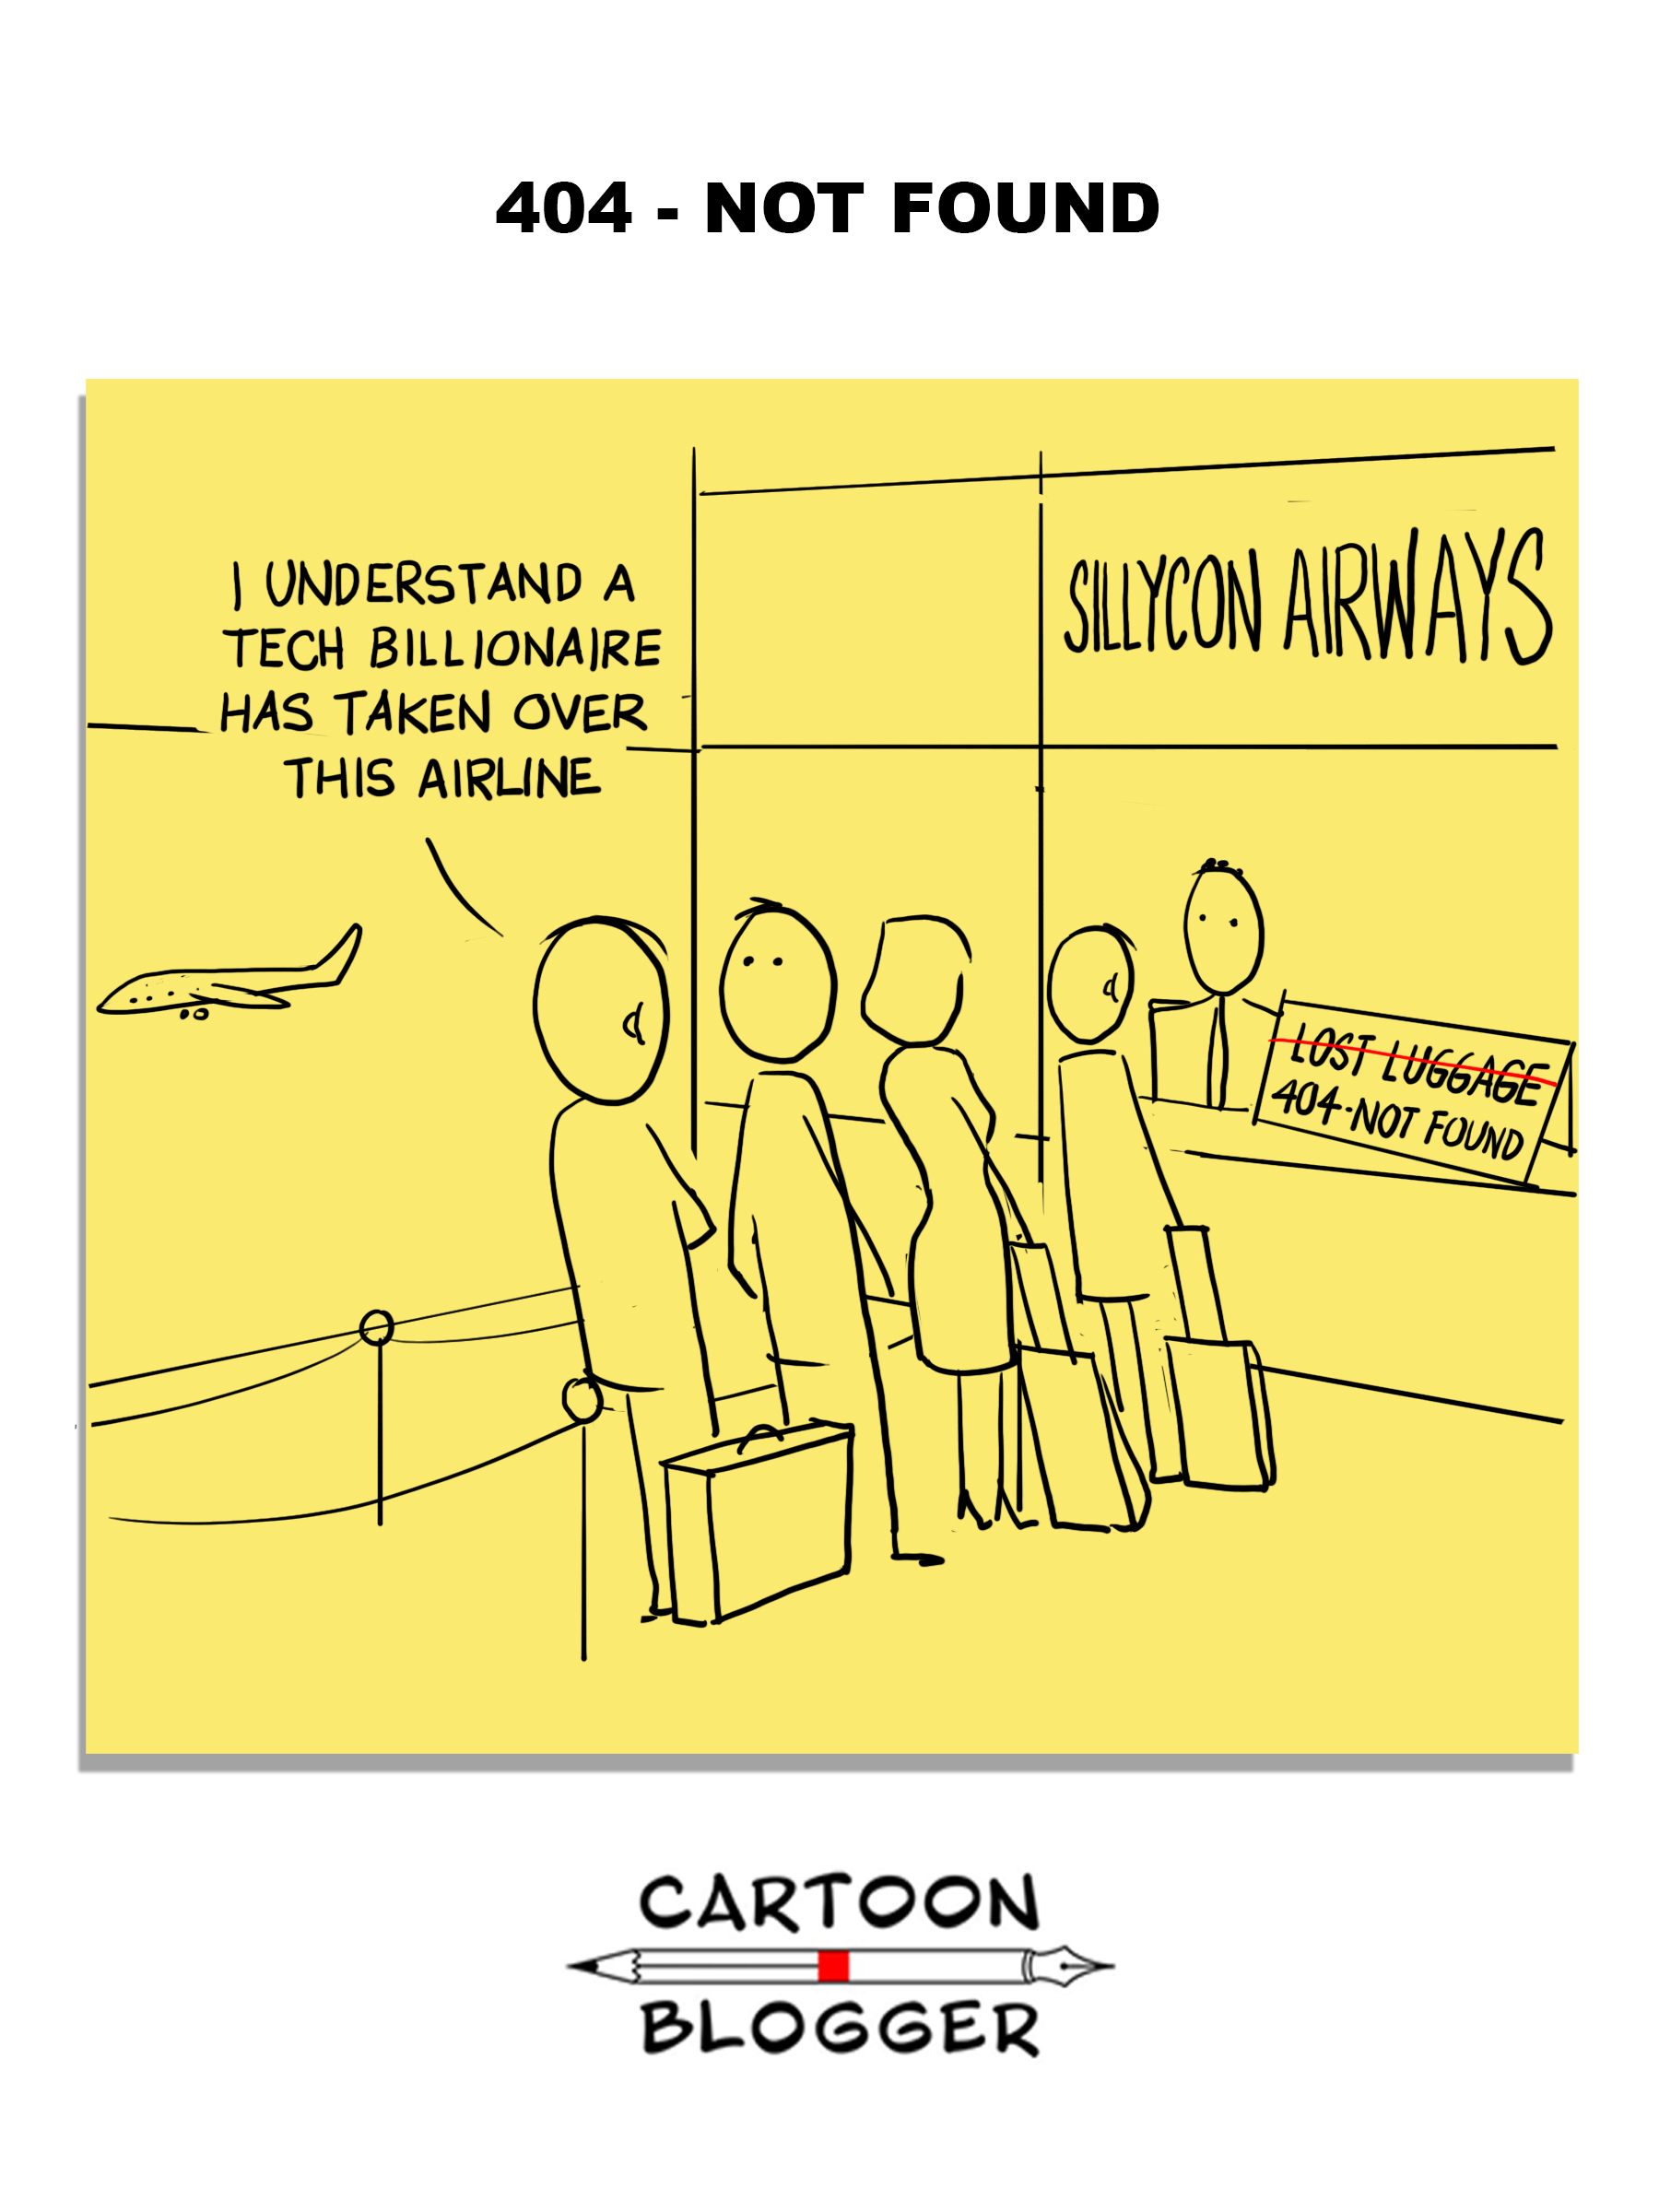 404 - NOT FOUND
I UNDERSTAND A
TECH BILLIONAIRE
HAS TAKEN OVER
THIS AIRLINE
SILLYCON AIRWAYS
LOST LUGGAGE
404-NOT FOUND
CARTOON
BLOGGER